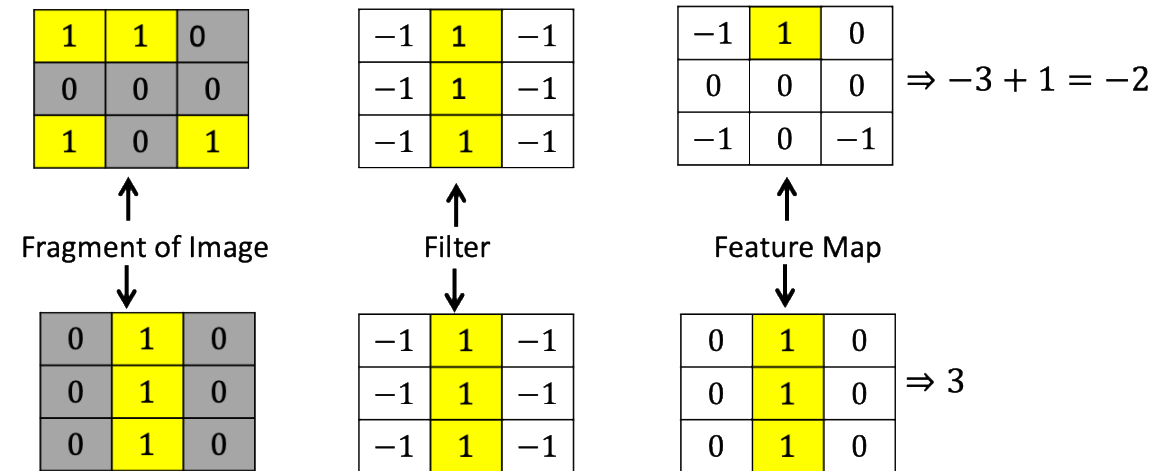 1 1 0 −1 1 −1 −1 1 0
0 0 0 −1 1 −1 0 0 0 ⇒ −3 + 1 = −2
1 0 1 −1 1 −1 −1 0 −1
Fragment of Image Filter Feature Map
0 1 0 −1 1 −1 0 1 0
0 1 0 −1 1 −1 0 1 0 ⇒ 3
0 1 0 −1 1 −1 0 1 0